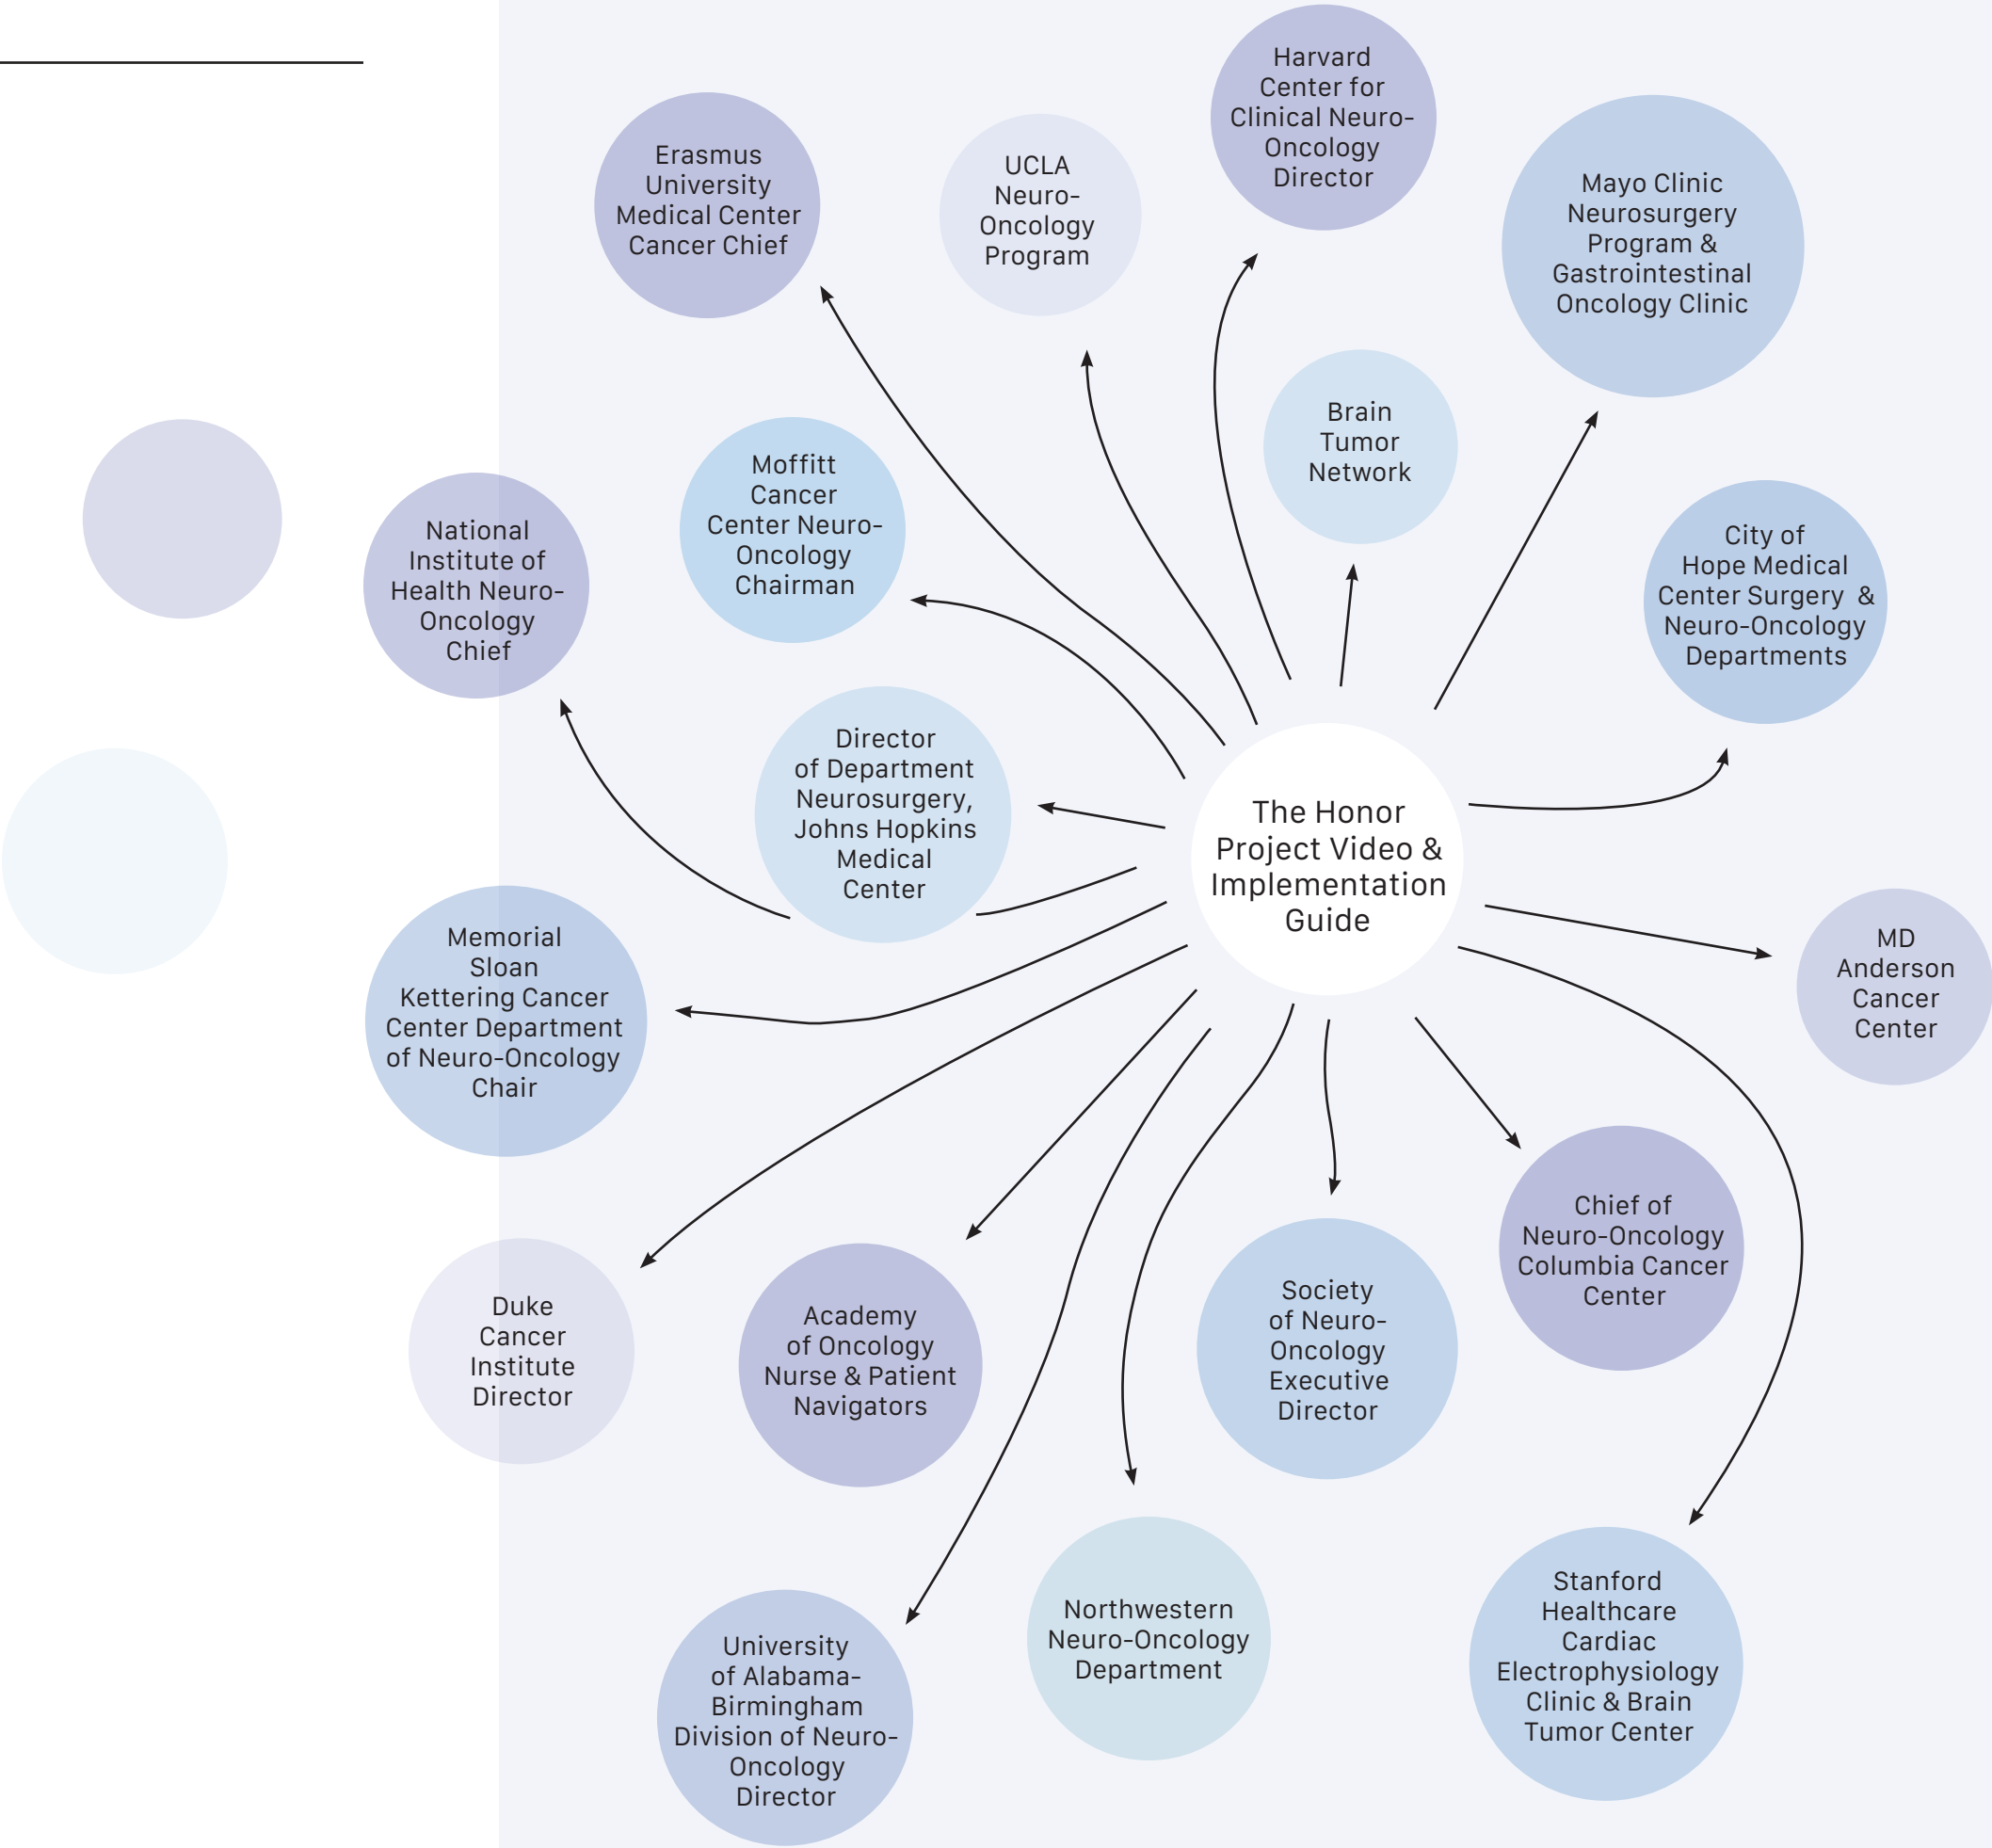 Harvard
Center for
Clinical Neuro-
Oncology
Director
Erasmus
University
Medical Center
Cancer Chief
UCLA
Neuro-
Oncology
Program
Mayo Clinic
Neurosurgery
Program &
Gastrointestinal
Oncology Clinic
Brain
Tumor
Network
Moffitt
Cancer
Center Neuro-
Oncology
Chairman
National
Institute of
Health Neuro-
Oncology
Chief
City of
Hope Medical
Center Surgery &
Neuro-Oncology
Departments
Director
of Department
Neurosurgery,
Johns Hopkins
Medical
Center
The Honor
Project Video &
Implementation
Guide
Memorial
Sloan
Kettering Cancer
Center Department
of Neuro-Oncology
Chair
MD
Anderson
Cancer
Center
Chief of
Neuro-Oncology
Columbia Cancer
Center
Duke
Cancer
Institute
Director
Academy
of Oncology
Nurse & Patient
Navigators
Society
of Neuro-
Oncology
Executive
Director
University
of Alabama-
Birmingham
Division of Neuro-
Oncology
Director
Northwestern
Neuro-Oncology
Department
Stanford
Healthcare
Cardiac
Electrophysiology
Clinic & Brain
Tumor Center